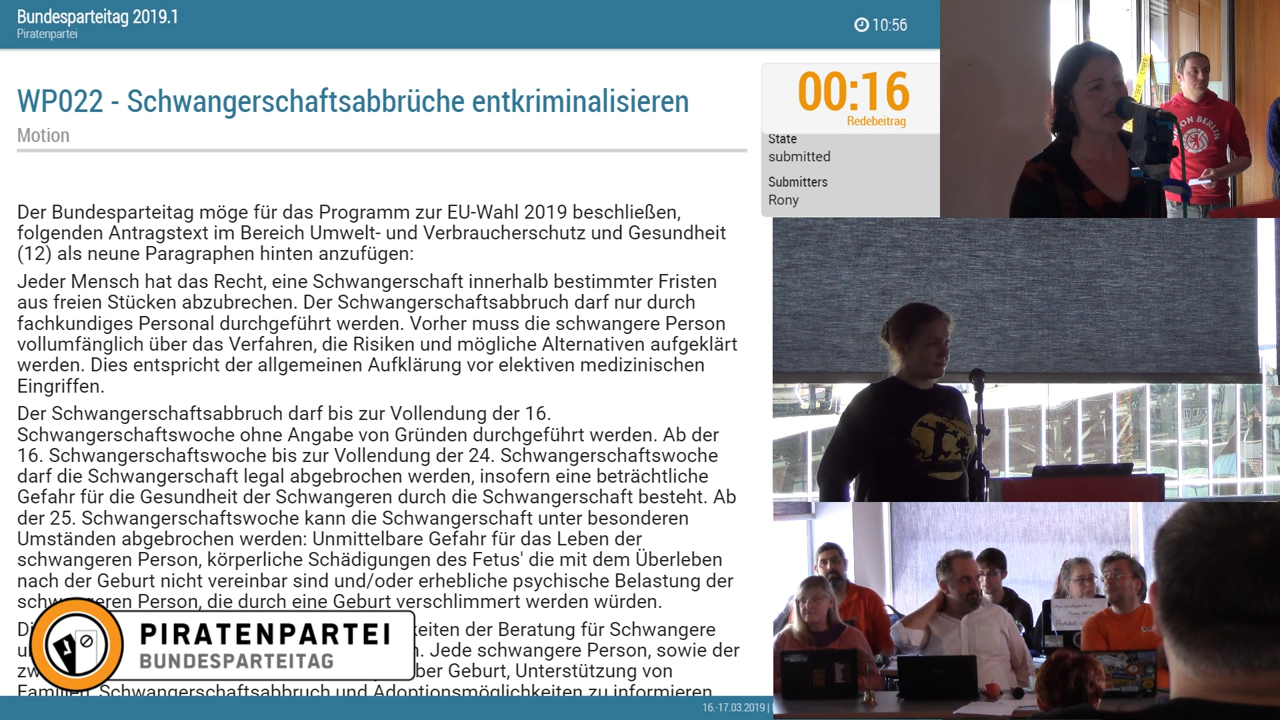 Bundesparteitag 2019.1
Piratenpartei
10:56
WP022 - Schwangerschaftsabbrüche entkriminalisieren
Motion
00:16
Redebeitrag
State
submitted
Submitters
Rony
Der Bundesparteitag möge für das Programm zur EU-Wahl 2019 beschließen,
folgenden Antragstext im Bereich Umwelt- und Verbraucherschutz und Gesundheit
(12) als neune Paragraphen hinten anzufügen:
Jeder Mensch hat das Recht, eine Schwangerschaft innerhalb bestimmter Fristen
aus freien Stücken abzubrechen. Der Schwangerschaftsabbruch darf nur durch
fachkundiges Personal durchgeführt werden. Vorher muss die schwangere Person
vollumfänglich über das Verfahren, die Risiken und mögliche Alternativen aufgeklärt
werden. Dies entspricht der allgemeinen Aufklärung vor elektiven medizinischen
Eingriffen.
Der Schwangerschaftsabbruch darf bis zur Vollendung der 16.
Schwangerschaftswoche ohne Angabe von Gründen durchgeführt werden. Ab der
16. Schwangerschaftswoche bis zur Vollendung der 24. Schwangerschaftswoche
darf die Schwangerschaft legal abgebrochen werden, insofern eine beträchtliche
Gefahr für die Gesundheit der Schwangeren durch die Schwangerschaft besteht. Ab
der 25. Schwangerschaftswoche kann die Schwangerschaft unter besonderen
Umständen abgebrochen werden: Unmittelbare Gefahr für das Leben der
schwangeren Person, körperliche Schädigungen des Fetus' die mit dem Überleben
nach der Geburt nicht vereinbar sind und/oder erhebliche psychische Belastung der
schwangeren Person, die durch eine Geburt verschlimmert werden würden.
keiten der Beratung für Schwangere
Jede schwangere Person, sowie der
ber Geburt, Unterstützung von
Familien, Schwangerschaftsabbruch und Adoptionsmöglichkeiten zu informieren
PIRATENPARTEI
BUNDESPARTEITAG
16.-17.03.2019 |
ON BERLIN